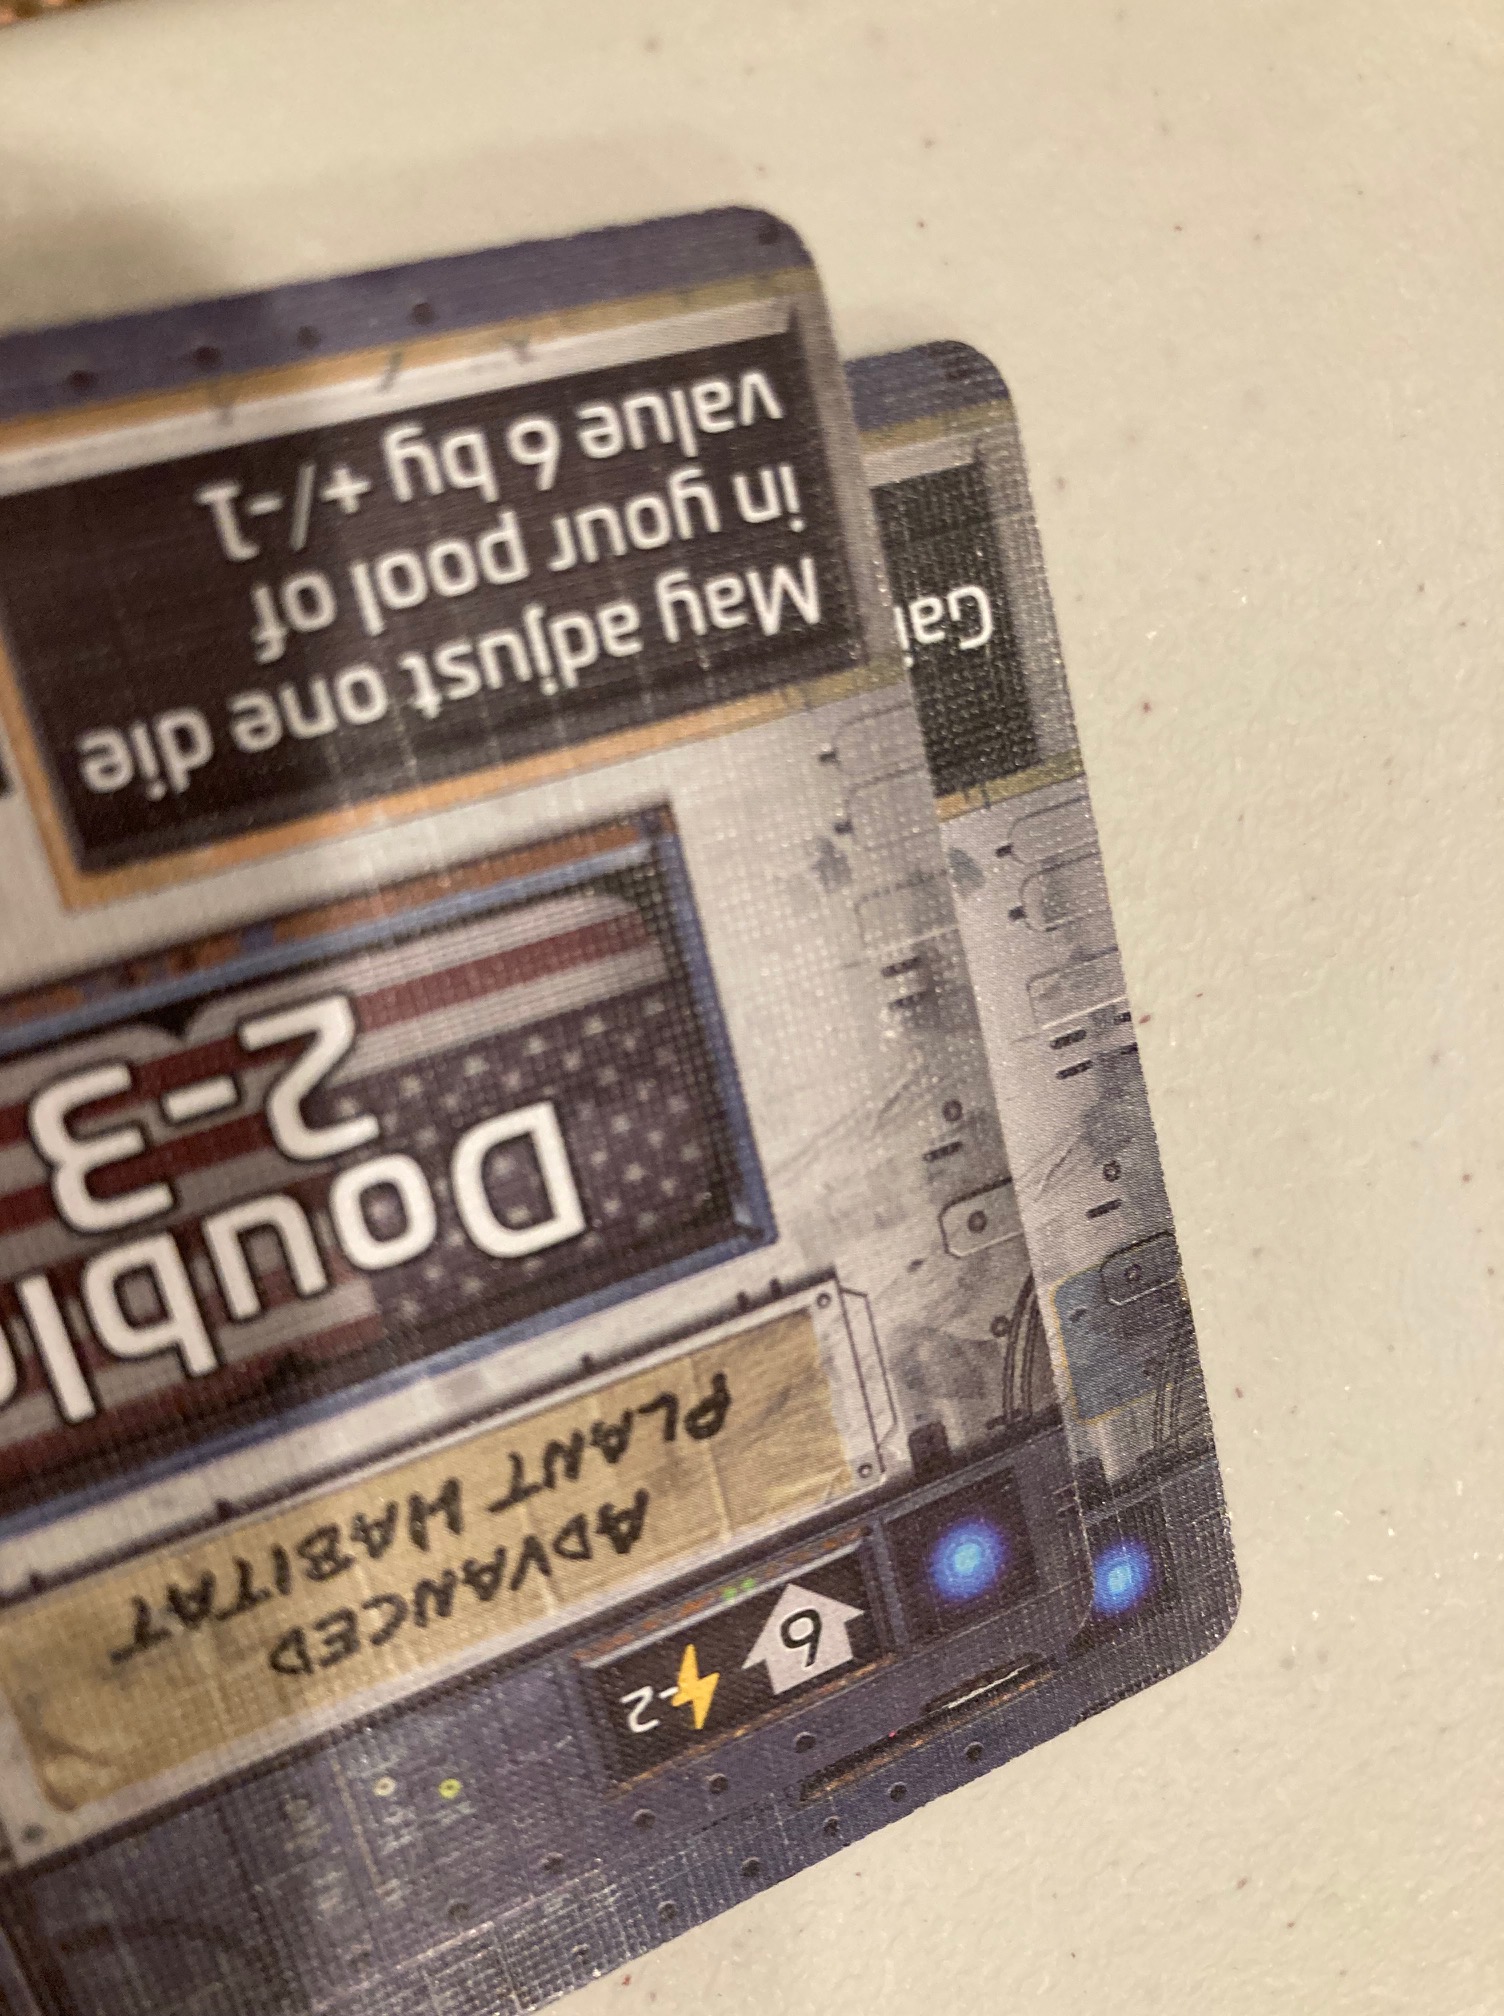 6 -2
ADVANCED
PLANT HABITAT
2-3
May adjust one die
in your pool of
value 6 by +/-1